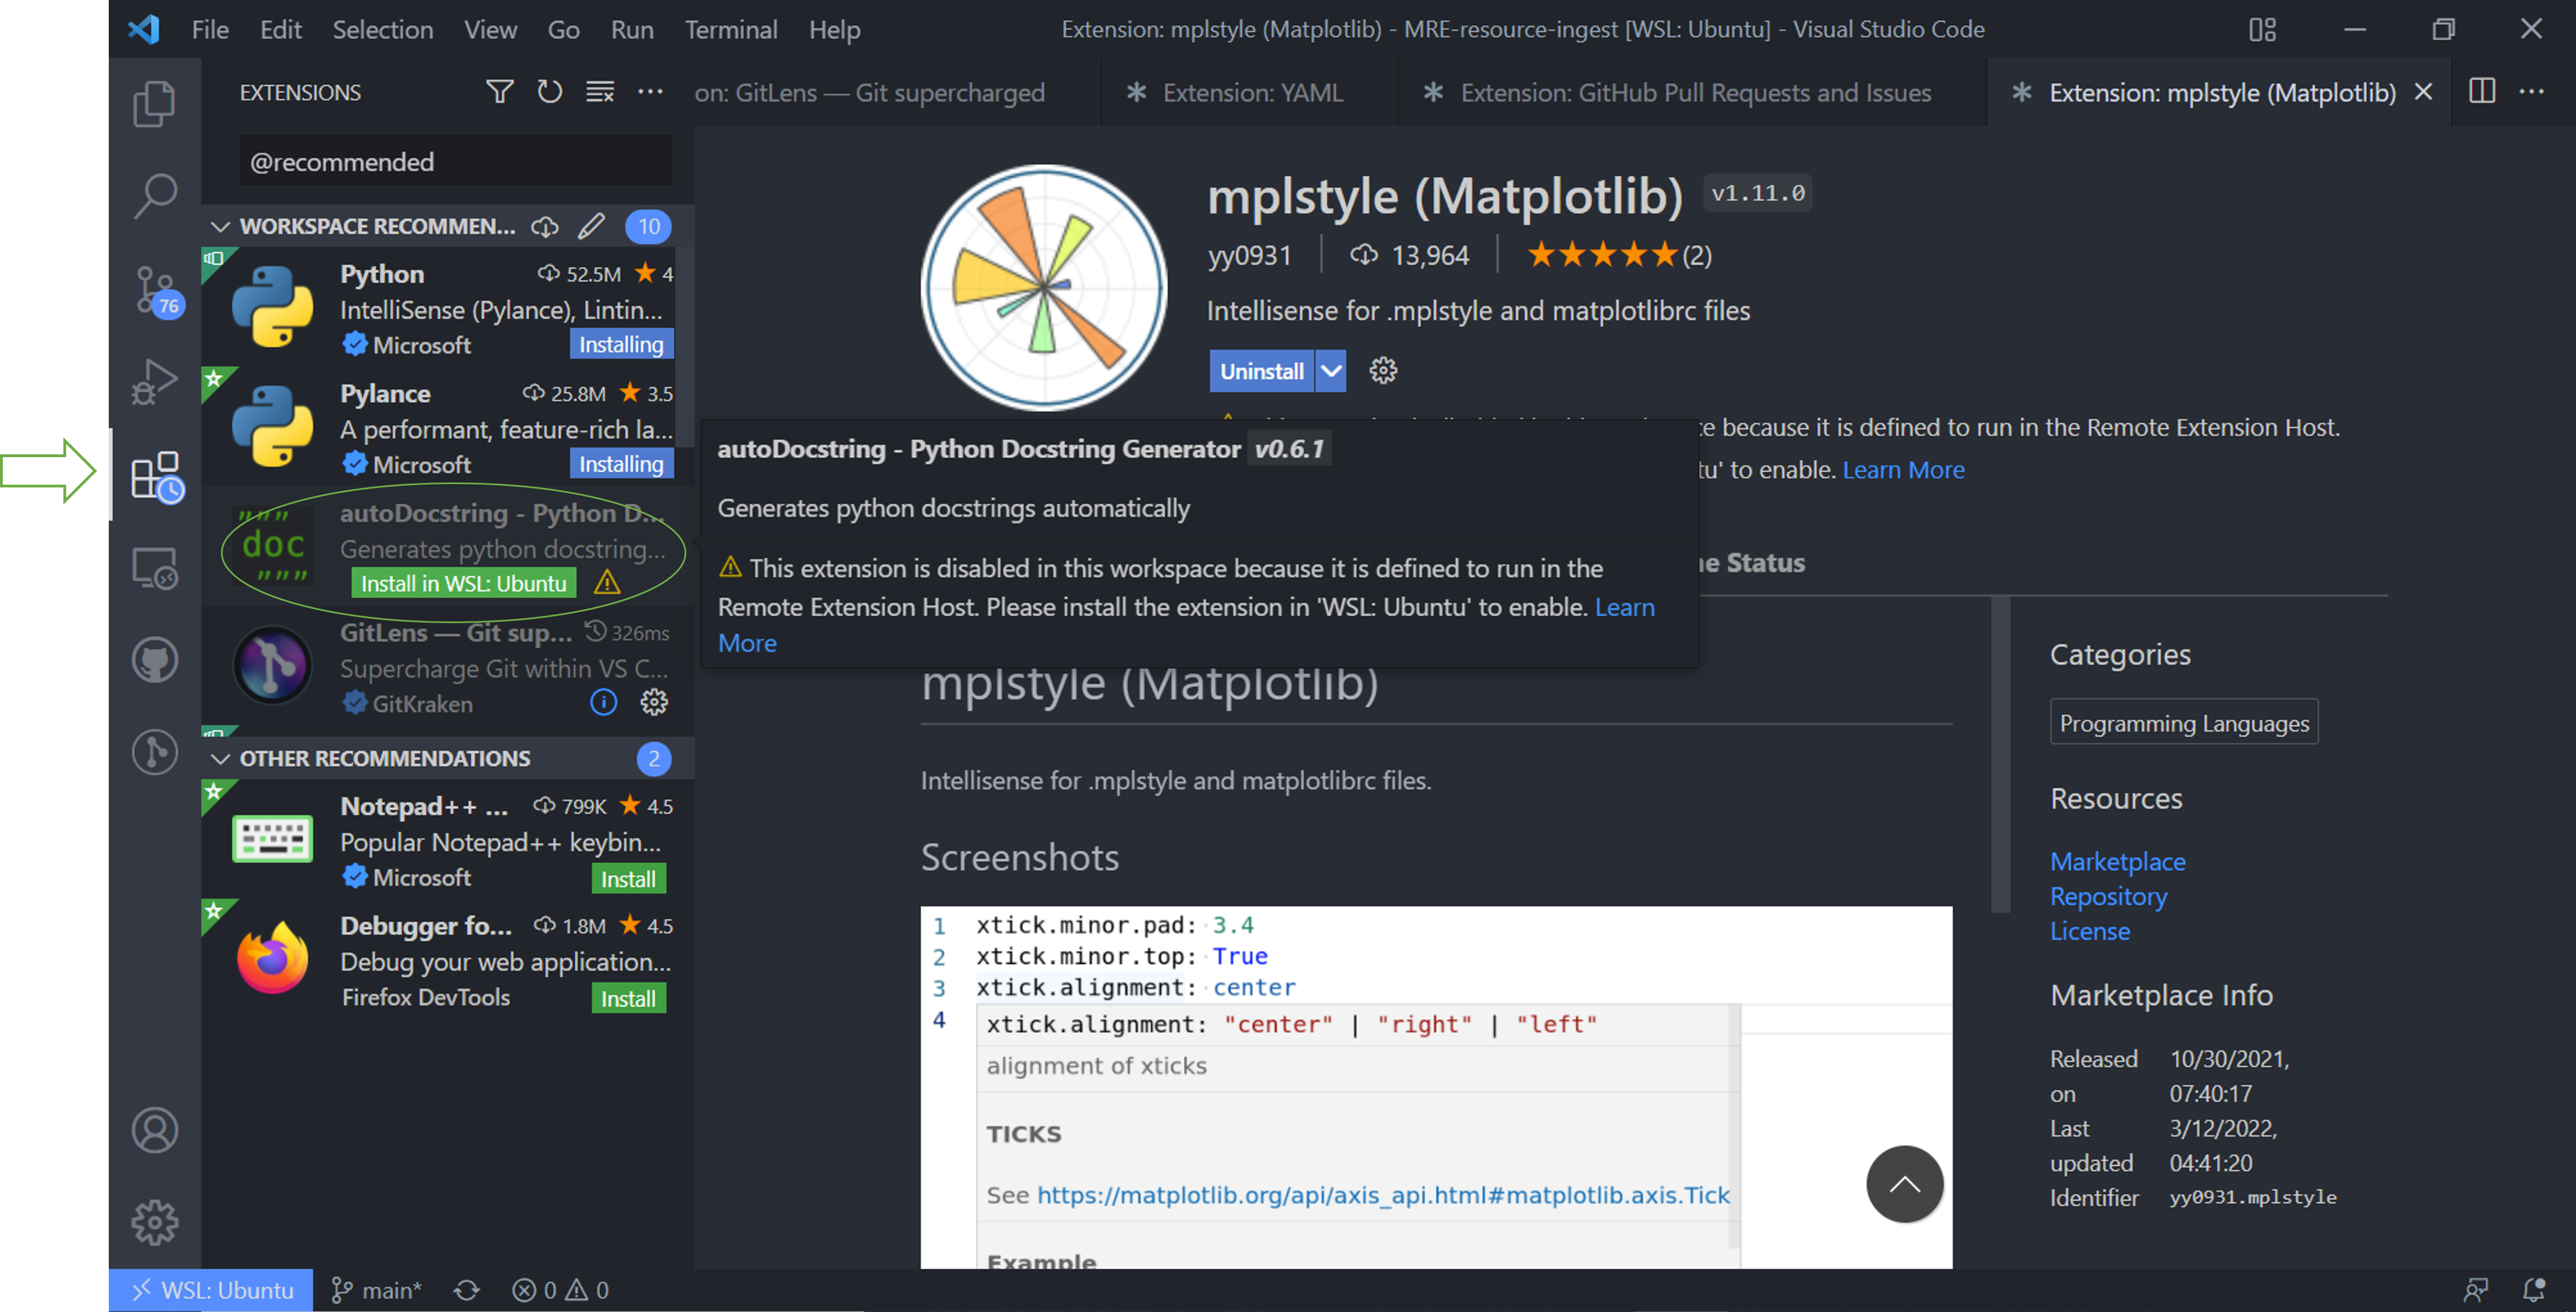 File Edit Selection View Go Run Terminal Help
Extension: mplstyle (Matplotlib) - MRE-resource-ingest [WSL: Ubuntu] - Visual Studio Code
EXTENSIONS
on: GitLens — Git supercharged
Extension: YAML
Extension: GitHub Pull Requests and Issues
Extension: mplstyle (Matplotlib)
@recommended
WORKSPACE RECOMMEN... 10
Python 52.5M 4
IntelliSense (Pylance), Lintin...
Microsoft Installing
Pylance 25.8M 3.5
A performant, feature-rich la...
Microsoft Installing
76
"""
doc
"""
autoDocstring - Python D...
Generates python docstring...
Install in WSL: Ubuntu
GitLens — Git sup... 326ms
Supercharge Git within VS C...
GitKraken
OTHER RECOMMENDATIONS 2
Notepad++ ... 799K 4.5
Popular Notepad++ keybin...
Microsoft Install
Debugger fo... 1.8M 4.5
Debug your web application...
Firefox DevTools Install
mplstyle (Matplotlib) v1.11.0
yy0931 13,964 (2)
Intellisense for .mplstyle and matplotlibrc files
Uninstall
because it is defined to run in the Remote Extension Host.
tu' to enable. Learn More
autoDocstring - Python Docstring Generator v0.6.1
Generates python docstrings automatically
This extension is disabled in this workspace because it is defined to run in the
Remote Extension Host. Please install the extension in 'WSL: Ubuntu' to enable. Learn
More
e Status
mplstyle (Matplotlib)
Intellisense for .mplstyle and matplotlibrc files.
Screenshots
1 xtick.minor.pad: 3.4
2 xtick.minor.top: True
3 xtick.alignment: center
4
xtick.alignment: "center" | "right" | "left"
alignment of xticks
TICKS
See https://matplotlib.org/api/axis_api.html#matplotlib.axis.Tick
Example
Categories
Programming Languages
Resources
Marketplace
Repository
License
Marketplace Info
Released 10/30/2021,
on 07:40:17
Last 3/12/2022,
updated 04:41:20
Identifier yy0931.mplstyle
WSL: Ubuntu main* 0 0